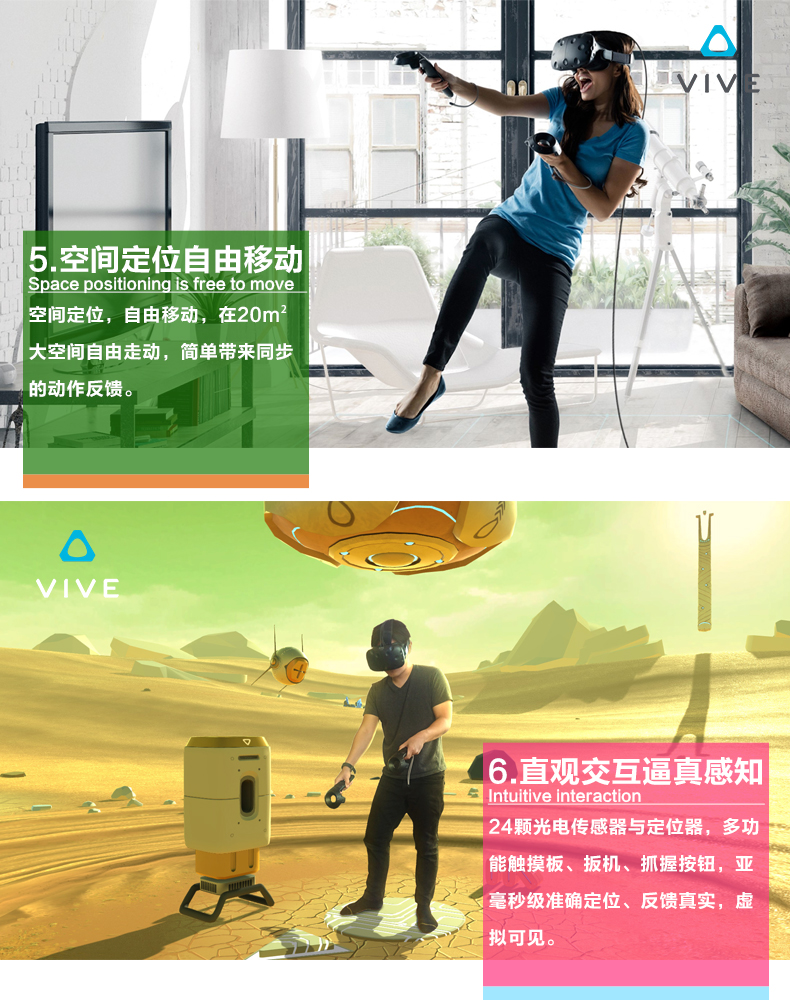 VIVE
5.空间定位自由移动
Space positioning is free to move
空间定位，自由移动，在20m²
大空间自由走动，简单带来同步
的动作反馈。
VIVE
6.直观交互逼真感知
Intuitive interaction
24颗光电传感器与定位器，多功
能触摸板、扳机、抓握按钮，亚
毫秒级准确定位、反馈真实，虚
拟可见。